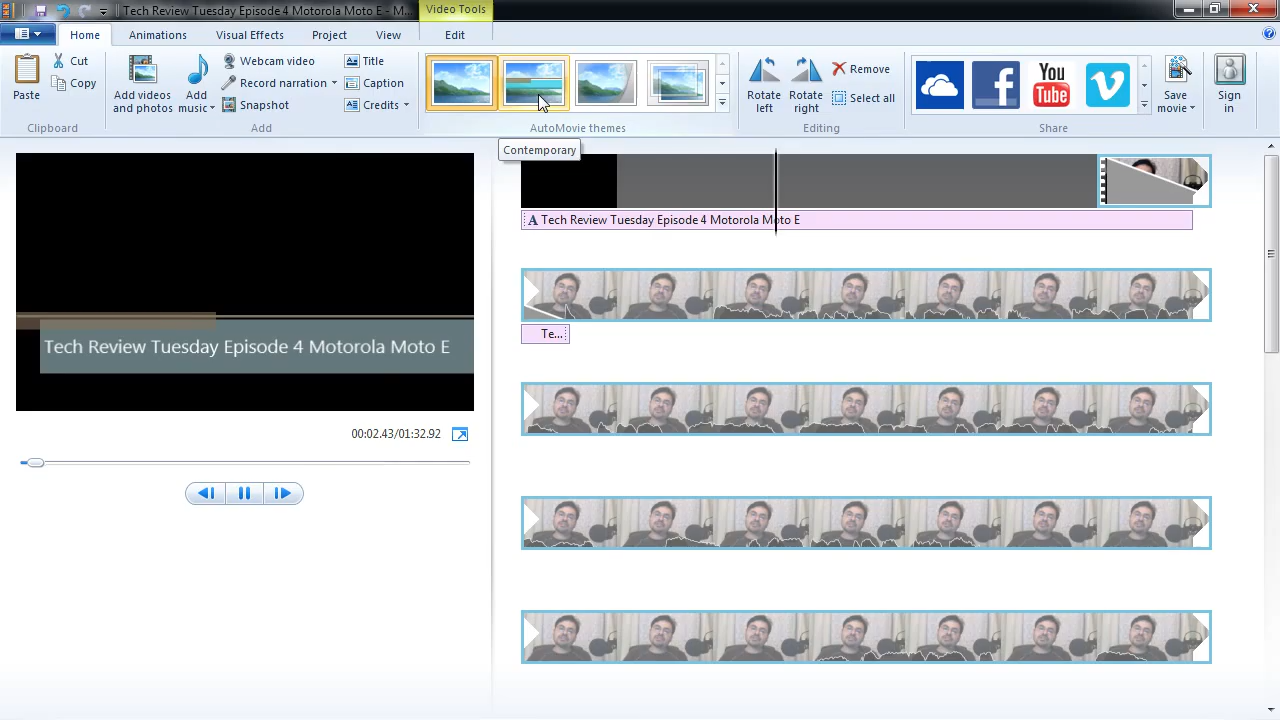 Tech Review Tuesday Episode 4 Motorola Moto E - M...
Video Tools
Home
Animations
Visual Effects
Project
View
Edit
Paste
Cut
Copy
Clipboard
Add videos
and photos
Add
music
Webcam video
Record narration
Snapshot
Title
Caption
Credits
Add
AutoMovie themes
Contemporary
Rotate
left
Rotate
right
Remove
Select all
Editing
You
Tube
Share
Save
movie
Sign
in
Tech Review Tuesday Episode 4 Motorola Moto E
00:02.43/01:32.92
A Tech Review Tuesday Episode 4 Motorola Moto E
Te...